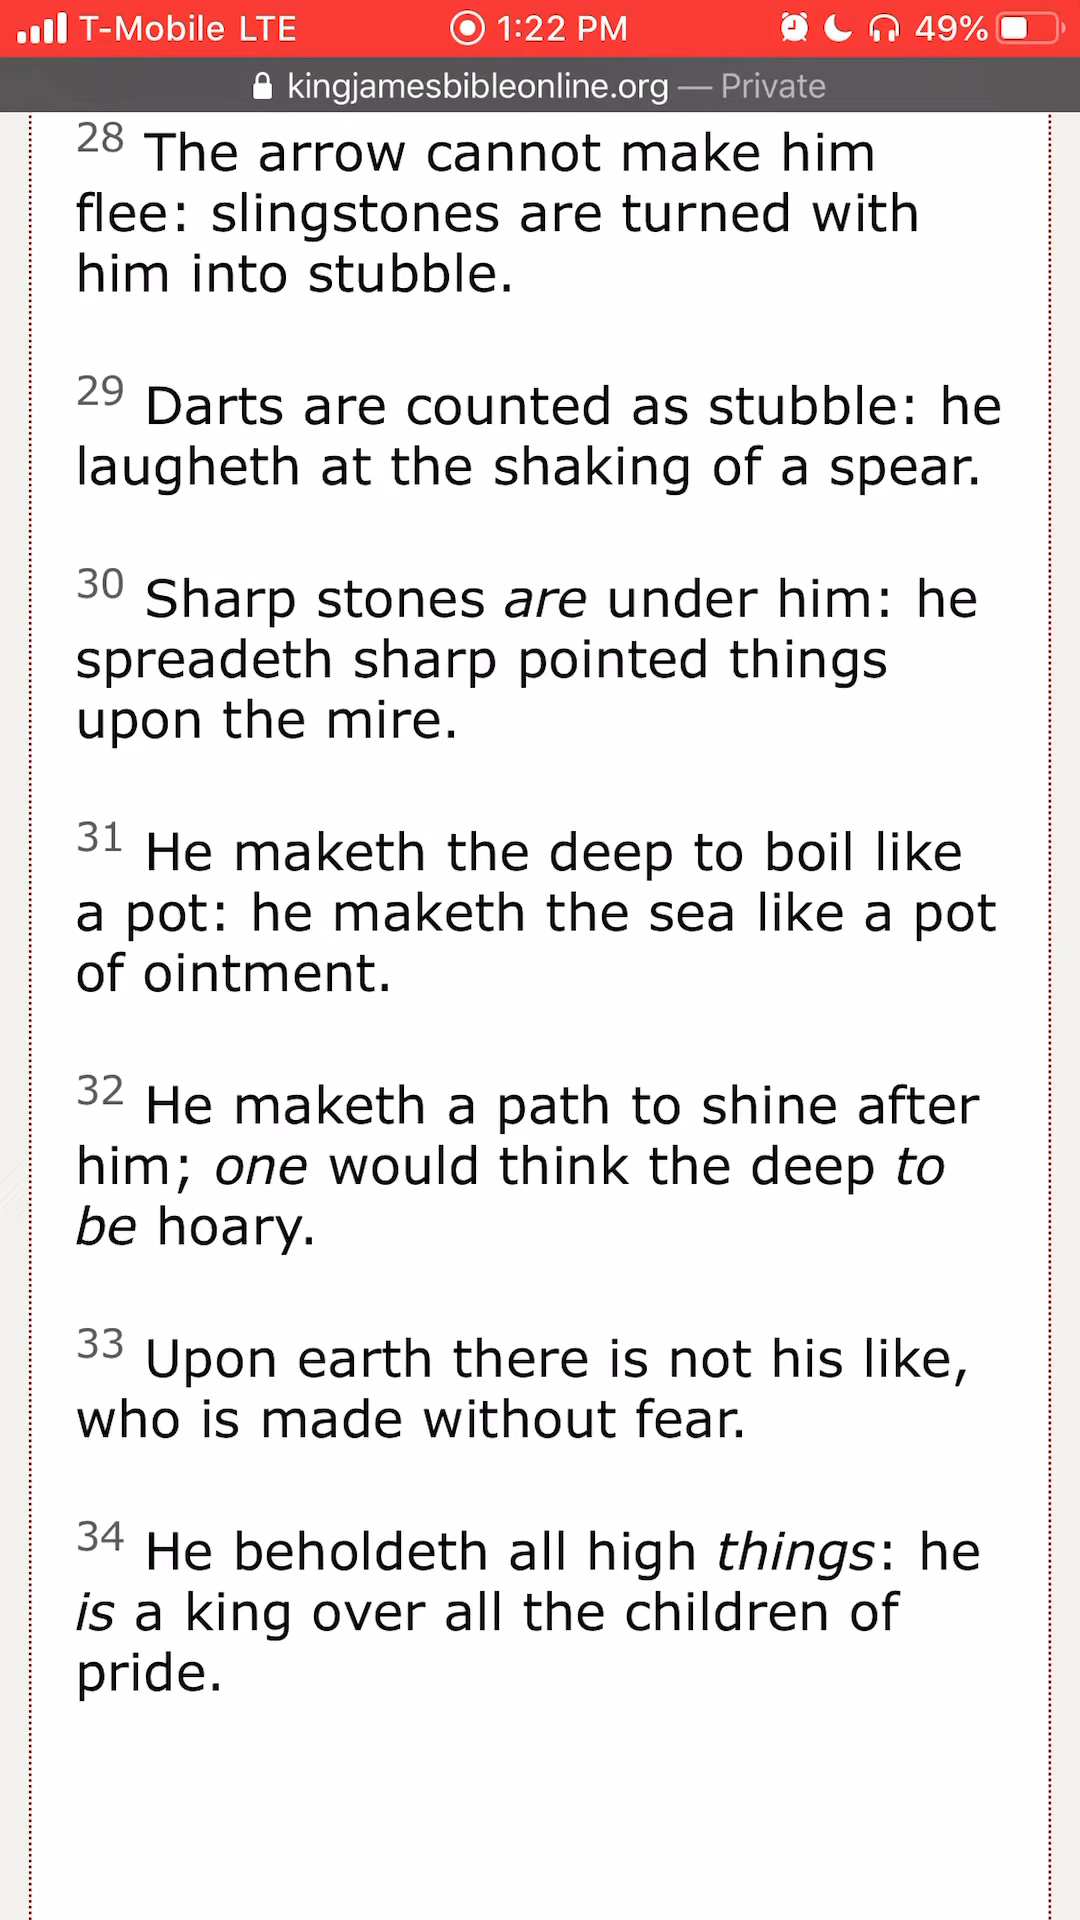 T-Mobile LTE 1:22 PM 49%
kingjamesbibleonline.org — Private
28 The arrow cannot make him
flee: slingstones are turned with
him into stubble.
29 Darts are counted as stubble: he
laugheth at the shaking of a spear.
30 Sharp stones are under him: he
spreadeth sharp pointed things
upon the mire.
31 He maketh the deep to boil like
a pot: he maketh the sea like a pot
of ointment.
32 He maketh a path to shine after
him; one would think the deep to
be hoary.
33 Upon earth there is not his like,
who is made without fear.
34 He beholdeth all high things: he
is a king over all the children of
pride.